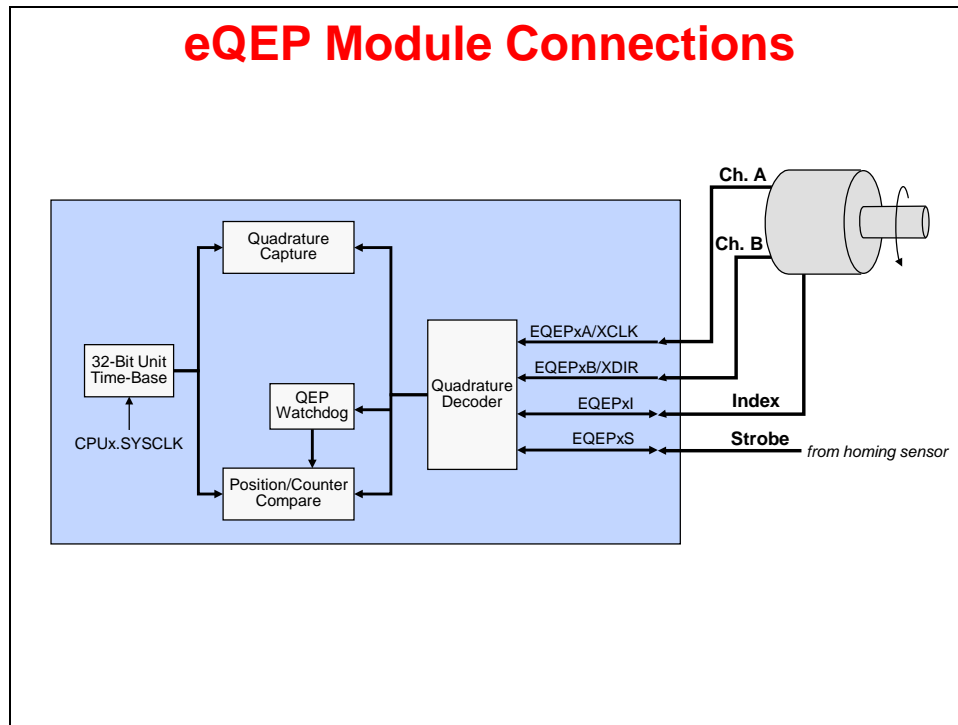 eQEP Module Connections
Ch. A
Quadrature
Capture
Ch. B
EQEPxA/XCLK
32-Bit Unit
Time-Base
Quadrature
Decoder
EQEPxB/XDIR
QEP
Watchdog
EQEPxI
Index
CPUx.SYSCLK
EQEPxS
Strobe
from homing sensor
Position/Counter
Compare